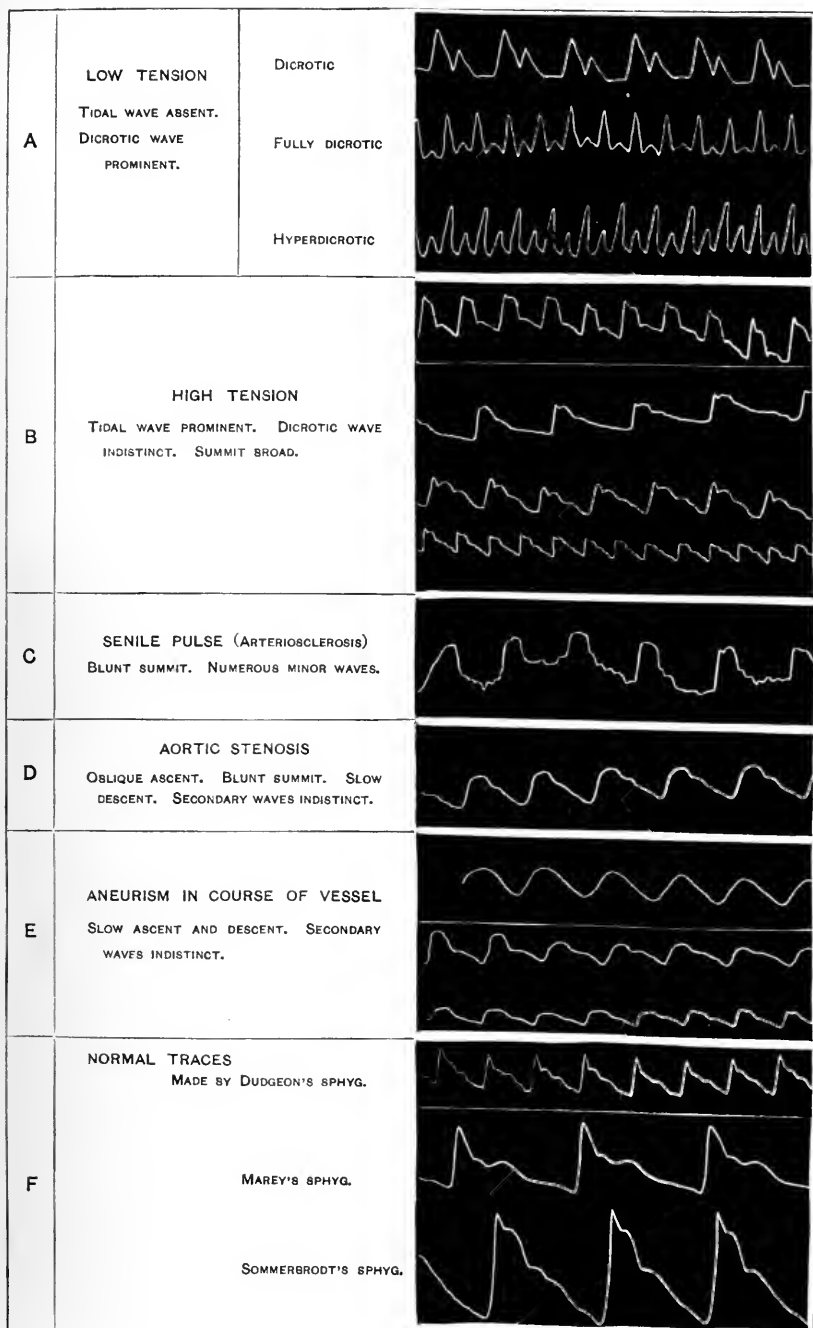 A
LOW TENSION
TIDAL WAVE ABSENT.
DICROTIC WAVE
PROMINENT.
DICROTIC
FULLY DICROTIC
HYPERDICROTIC
B
HIGH TENSION
TIDAL WAVE PROMINENT. DICROTIC WAVE
INDISTINCT. SUMMIT BROAD.
C
SENILE PULSE (ARTERIOSCLEROSIS)
BLUNT SUMMIT. NUMEROUS MINOR WAVES.
D
AORTIC STENOSIS
OBLIQUE ASCENT. BLUNT SUMMIT. SLOW
DESCENT. SECONDARY WAVES INDISTINCT.
E
ANEURISM IN COURSE OF VESSEL
SLOW ASCENT AND DESCENT. SECONDARY
WAVES INDISTINCT.
F
NORMAL TRACES
MADE BY DUDGEON'S SPHYG.
MAREY'S SPHYG.
SOMMERBRODT'S SPHYG.